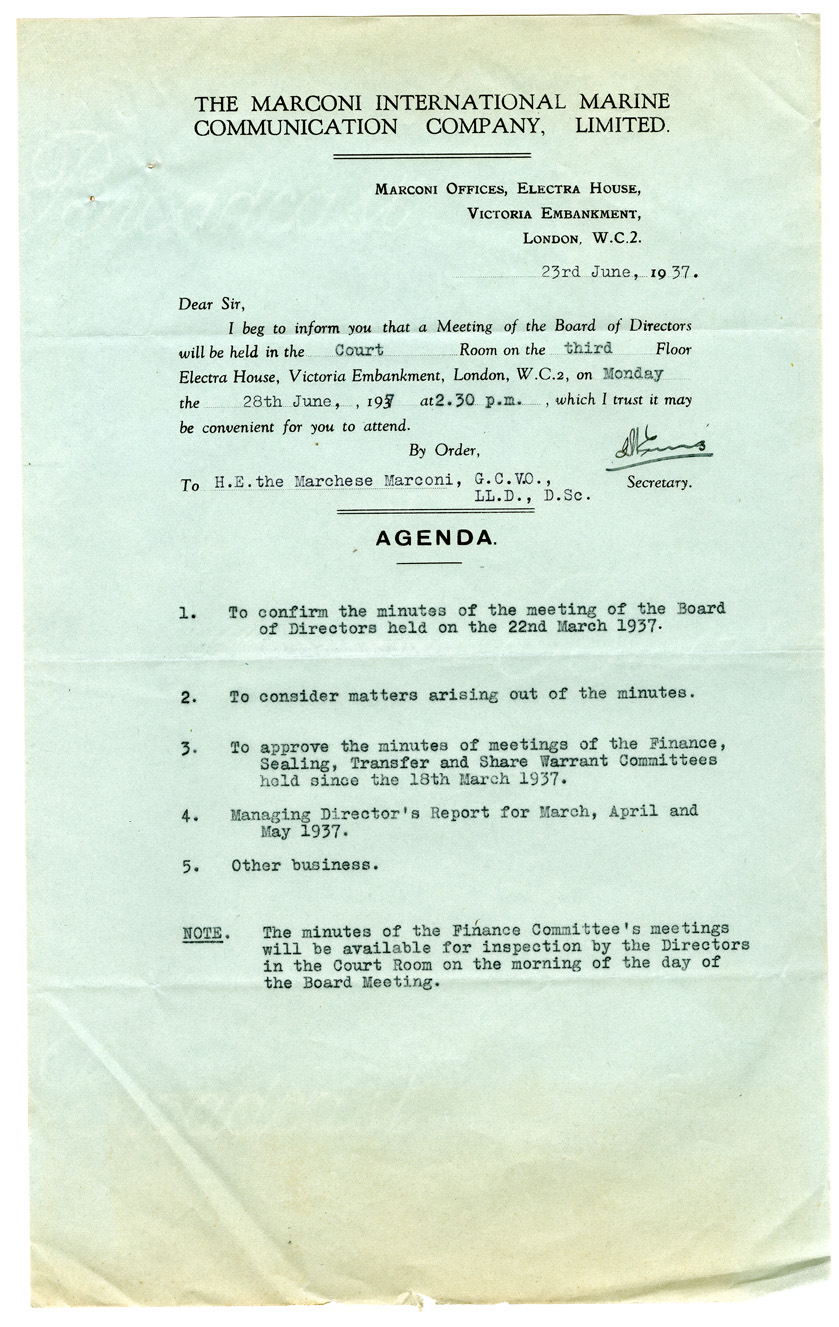 THE MARCONI INTERNATIONAL MARINE
COMMUNICATION COMPANY, LIMITED.
MARCONI OFFICES, ELECTRA HOUSE,
VICTORIA EMBANKMENT,
LONDON, W.C.2.
23rd June, 1937.
Dear Sir,
I beg to inform you that a Meeting of the Board of Directors
will be held in the Court Room on the third Floor
Electra House, Victoria Embankment, London, W.C.2, on Monday
the 28th June, , 1937 at 2.30 p.m. , which I trust it may
be convenient for you to attend.
By Order,
To H.E.the Marchese Marconi, G.C.V.O.,
LL.D., D.Sc.
Secretary.
AGENDA.
1. To confirm the minutes of the meeting of the Board
of Directors held on the 22nd March 1937.
2. To consider matters arising out of the minutes.
3. To approve the minutes of meetings of the Finance,
Sealing, Transfer and Share Warrant Committees
held since the 18th March 1937.
4. Managing Director's Report for March, April and
May 1937.
5. Other business.
NOTE. The minutes of the Finance Committee's meetings
will be available for inspection by the Directors
in the Court Room on the morning of the day of
the Board Meeting.